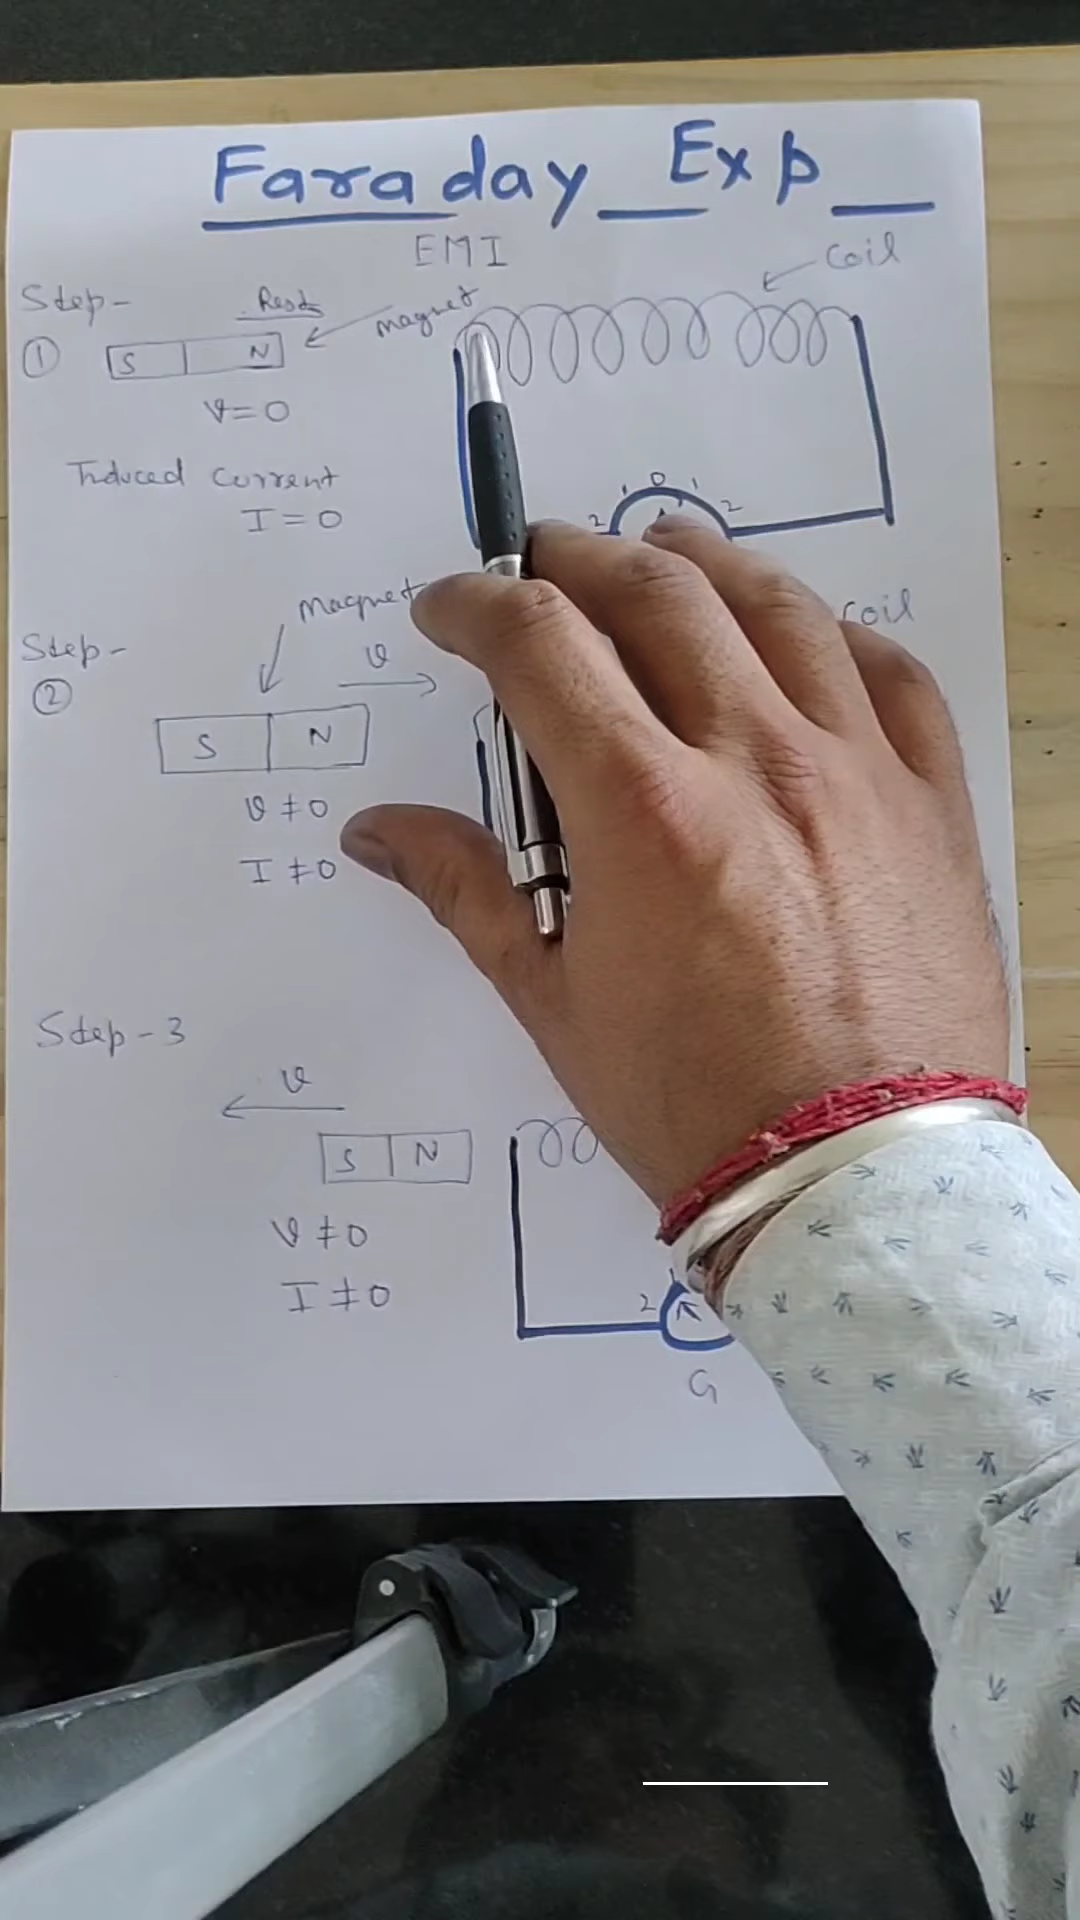 Faraday Exp
EMI
coil
Step-
①
Rest
magnet
S N
v=0
Induced Current
I = 0
2 1 0 1 2
Magnet
coil
Step-
②
v
S N
v ≠ 0
I ≠ 0
Step-3
v
S N
v ≠ 0
I ≠ 0
2 1
G